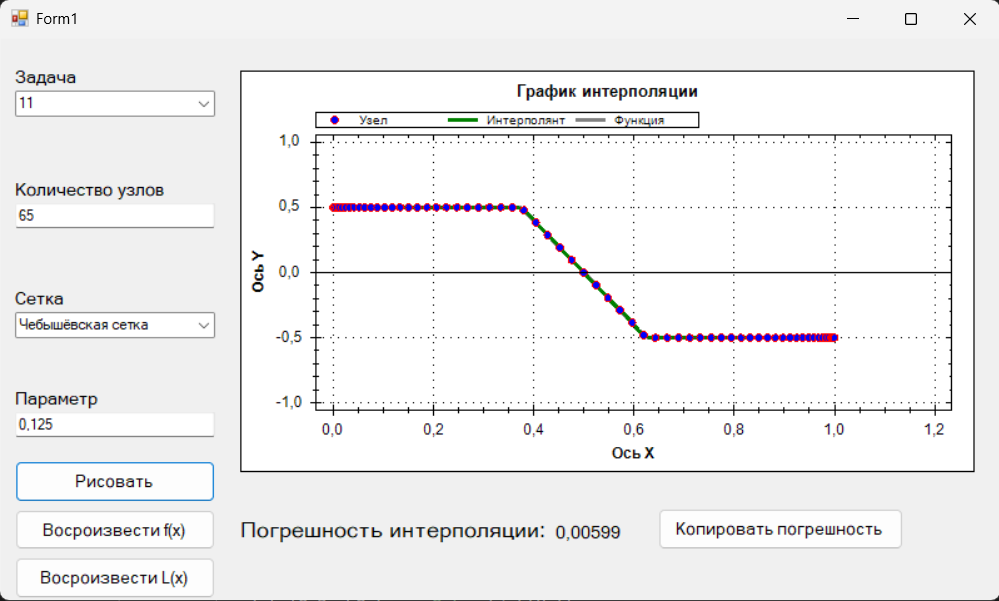 Form1
Задача
11
Количество узлов
65
Сетка
Чебышёвская сетка
Параметр
0,125
Рисовать
Восроизвести f(x)
Восроизвести L(x)
График интерполяции
Узел Интерполянт Функция
1,0
0,5
0,0
-0,5
-1,0
Ось Y
0,0 0,2 0,4 0,6 0,8 1,0 1,2
Ось X
Погрешность интерполяции: 0,00599
Копировать погрешность